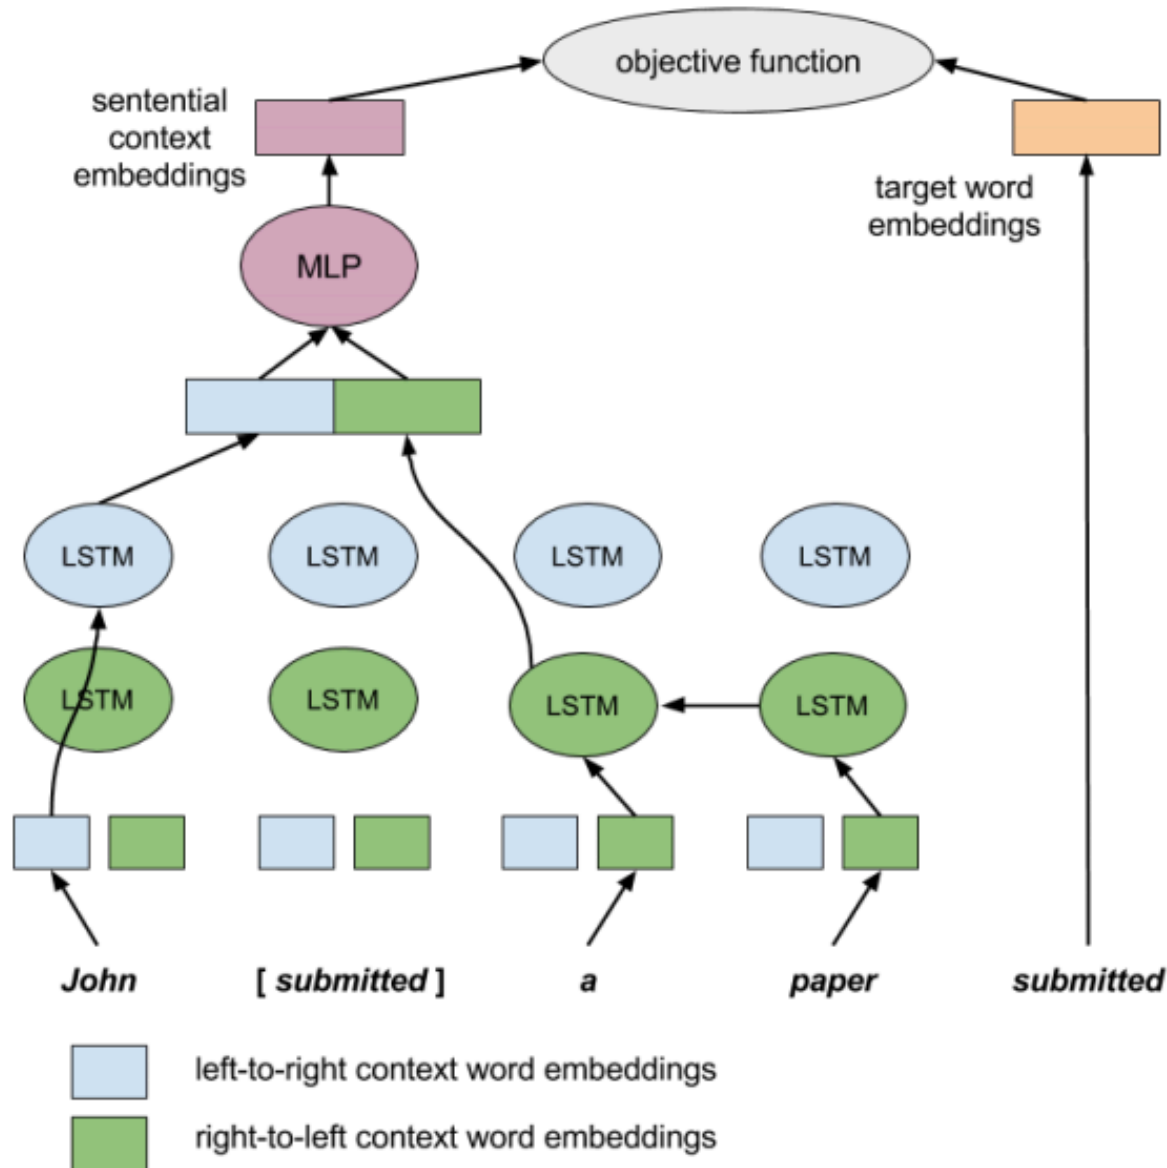 objective function
sentential
context
embeddings
target word
embeddings
MLP
LSTM LSTM LSTM LSTM
LSTM LSTM LSTM LSTM
John [ submitted ] a paper submitted
left-to-right context word embeddings
right-to-left context word embeddings